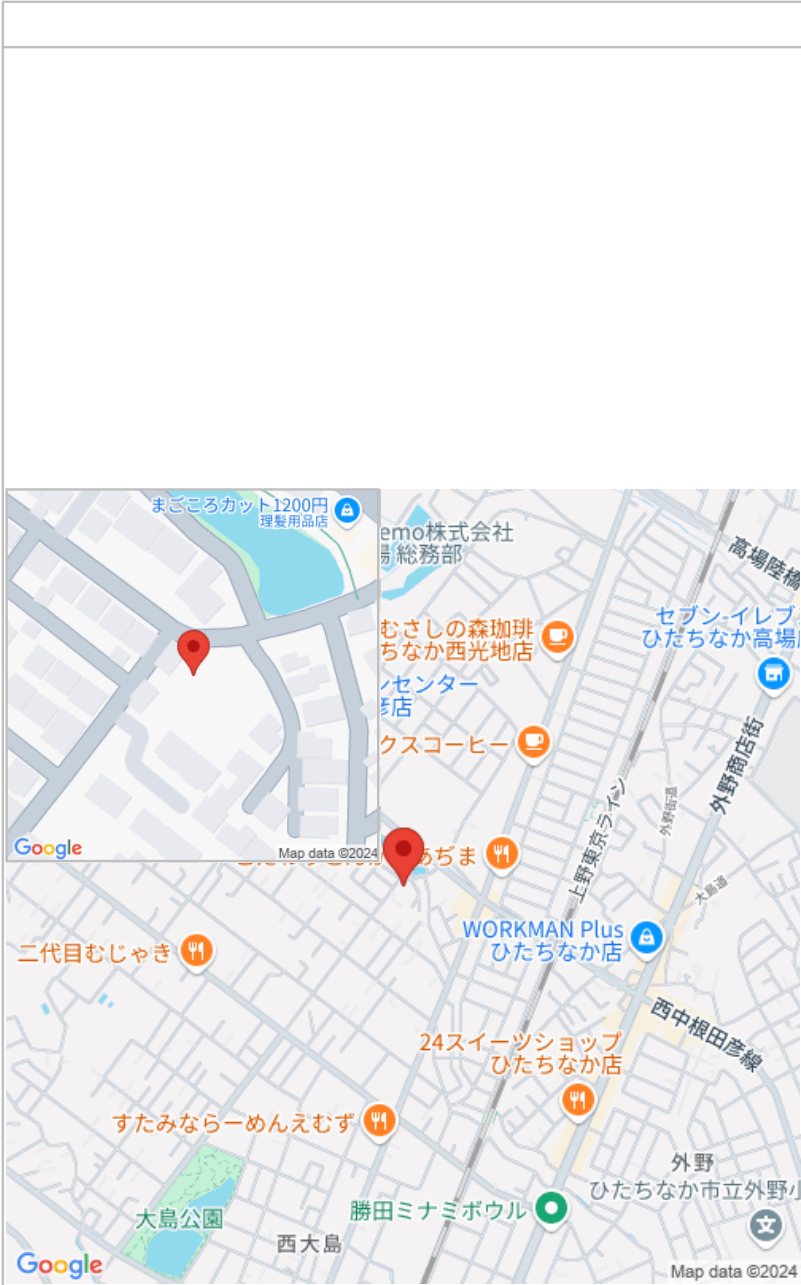 まごころカット1200円
理髪用品店
Google
Map data ©2024
emo株式会社
総務部
高場陸橋
むさしの森珈琲
ちなか西光地店
セブン-イレブ
ひたちなか高場
ンセンター
店
クスコーヒー
外野商店街
外野街道
上野東京ライン
あぢま
大島道
WORKMAN Plus
ひたちなか店
二代目むじゃき
西中根田彦線
24スイーツショップ
ひたちなか店
すたみならーめんえむず
外野
ひたちなか市立外野小
大島公園
勝田ミナミボウル
西大島
Google
Map data ©2024